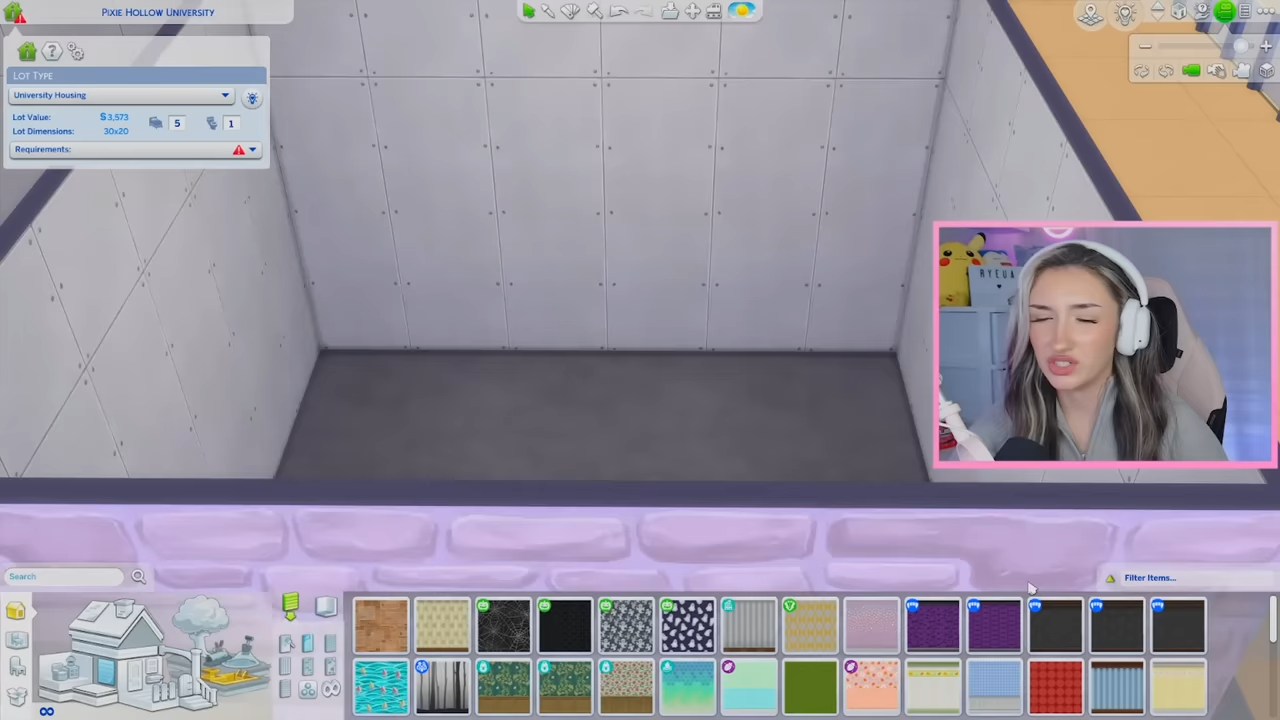 PIXIE HOLLOW UNIVERSITY
LOT TYPE
University Housing
Lot Value: §3,573
5
1
Lot Dimensions: 30x20
Requirements:
RYEUA
Search
Filter Items...